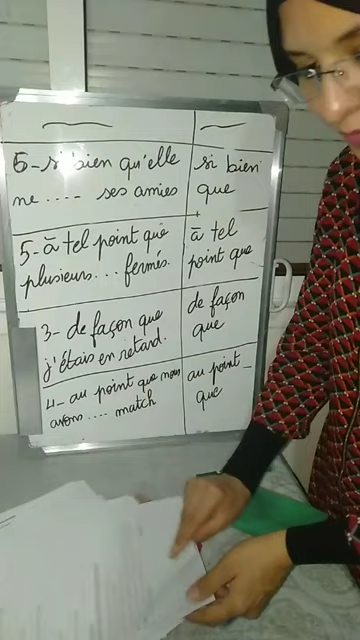 6- si bien qu'elle
ne .... ses amies
si bien
que
5- à tel point que
plusieurs... fermés.
à tel
point que
3- de façon que
j'étais en retard.
de façon
que
4- au point que nous
avons .... match
au point
que